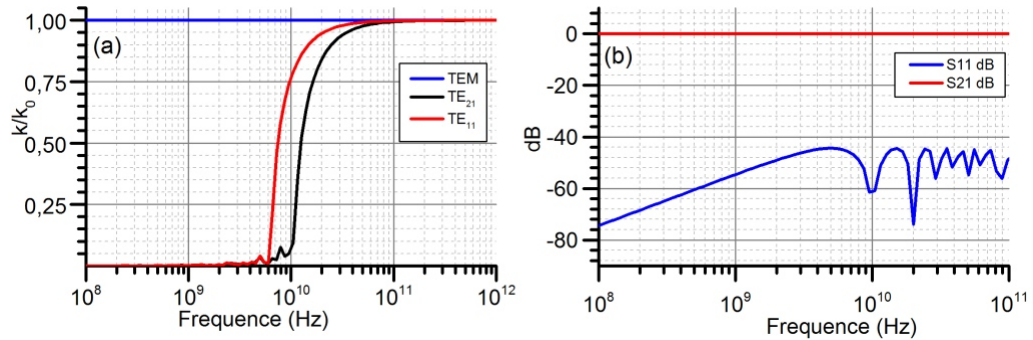 1,00
0,75
0,50
0,25
k/k0
(a)
TEM
TE21
TE11
10^8
10^9
10^10
10^11
10^12
Frequence (Hz)
0
-20
-40
-60
-80
dB
(b)
S11 dB
S21 dB
10^8
10^9
10^10
10^11
Frequence (Hz)